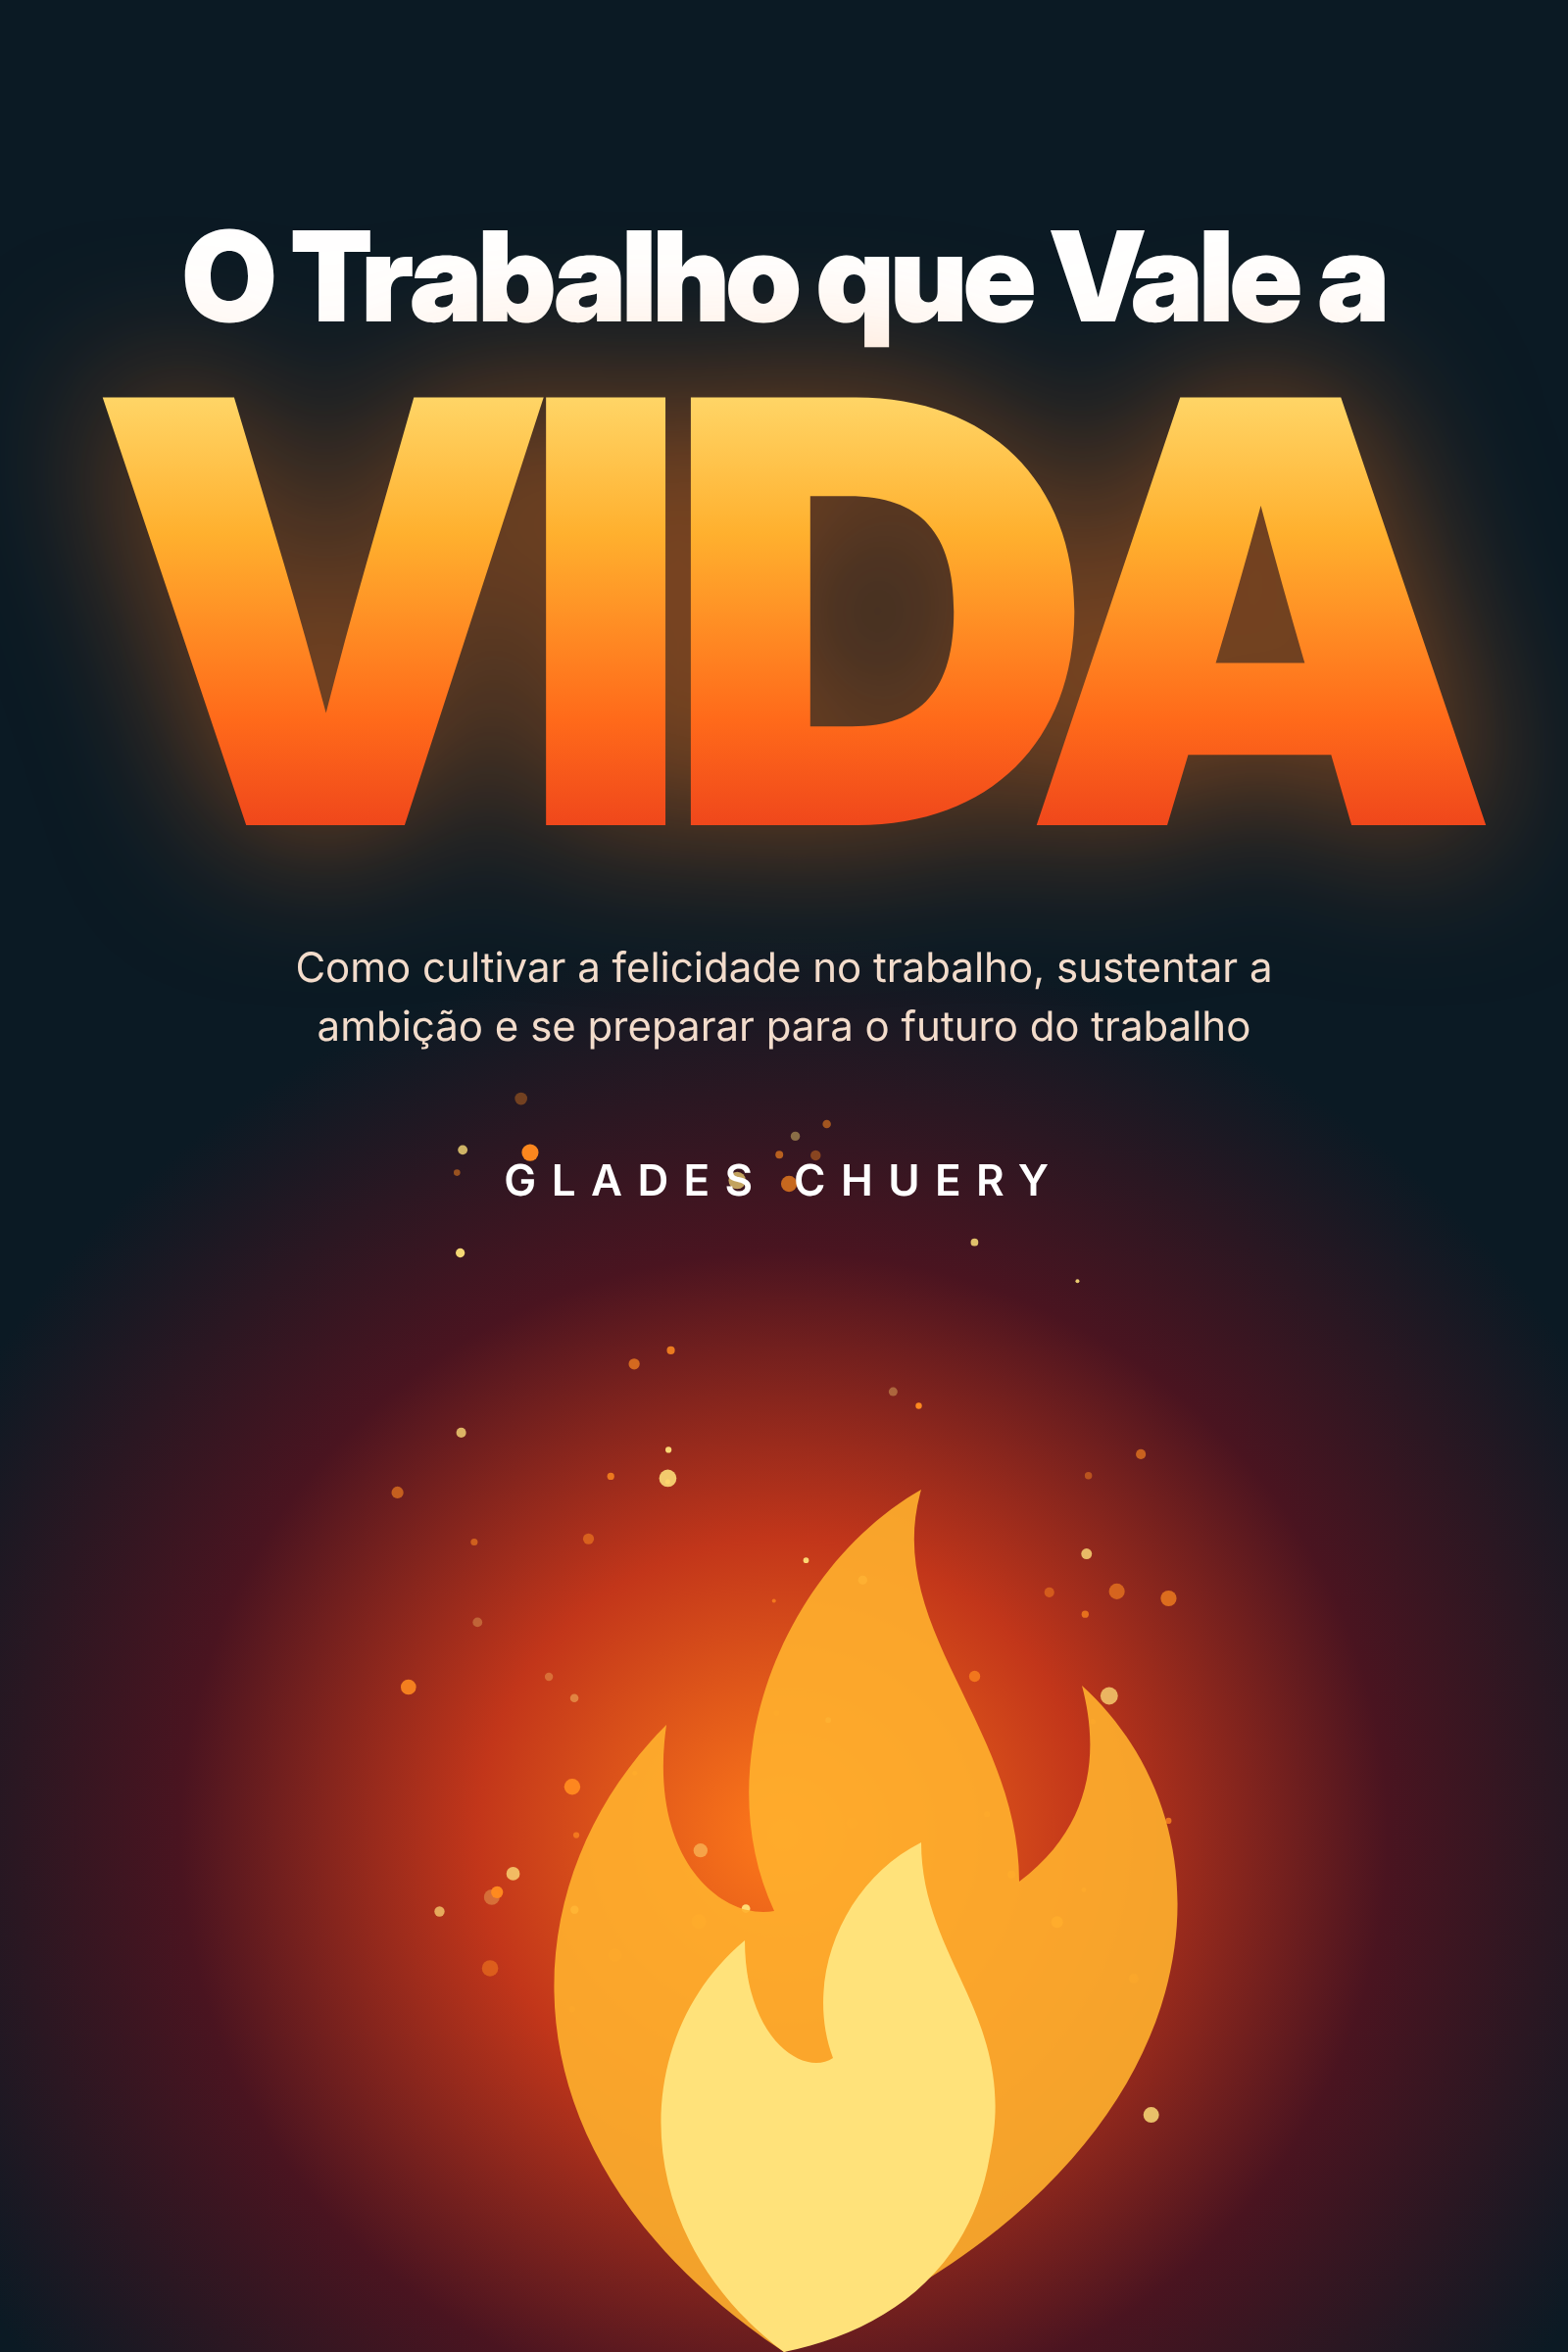 O Trabalho que Vale a
VIDA
Como cultivar a felicidade no trabalho, sustentar a
ambição e se preparar para o futuro do trabalho
GLADES CHUERY